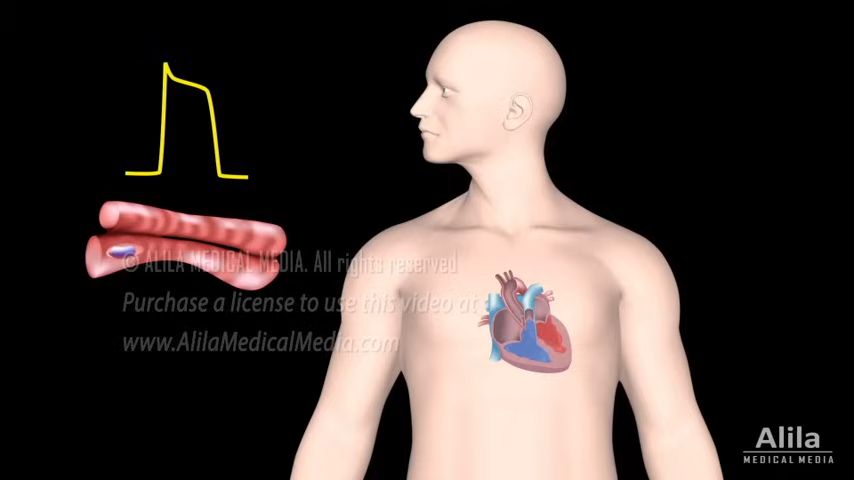 © ALILA MEDICAL MEDIA. All rights reserved
Purchase a license to use this video at
www.AlilaMedicalMedia.com
Alila
MEDICAL MEDIA